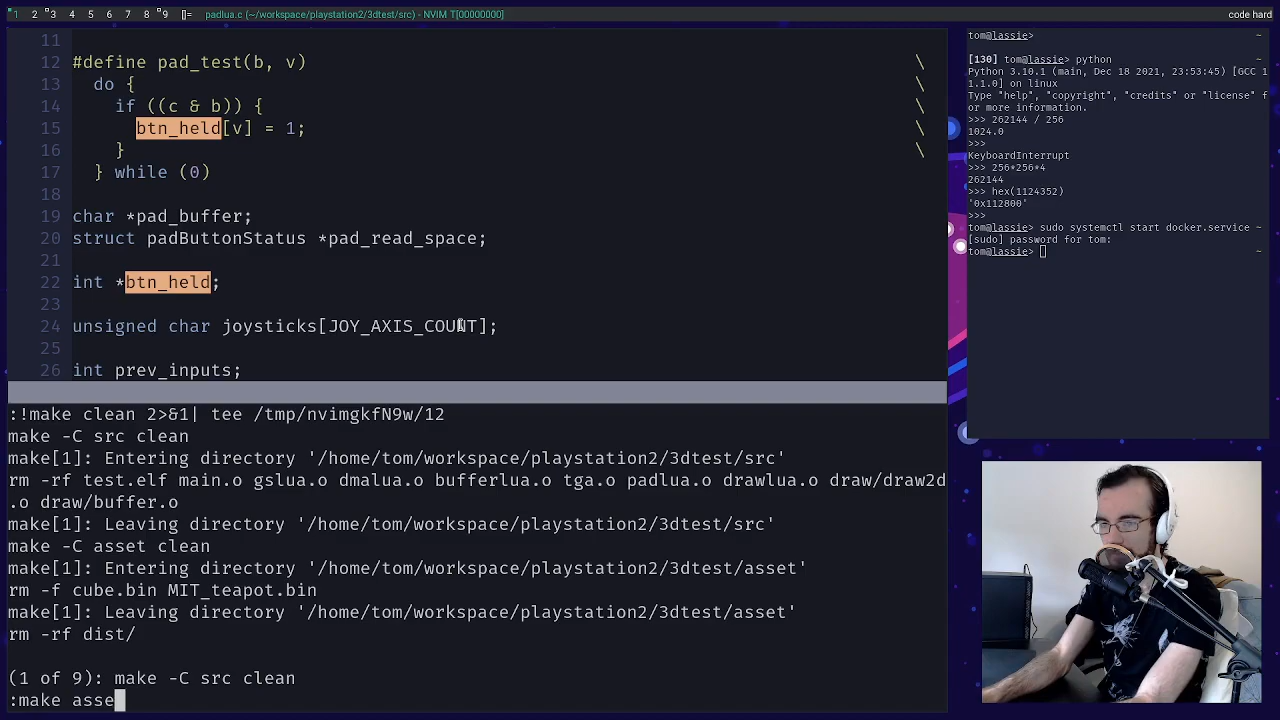 1 2 3 4 5 6 7 8 9 []= padlua.c (~/workspace/playstation2/3dtest/src) - NVIM T[00000000] code hard
11
12 #define pad_test(b, v) \
13 do { \
14 if ((c & b)) { \
15 btn_held[v] = 1; \
16 } \
17 } while (0)
18
19 char *pad_buffer;
20 struct padButtonStatus *pad_read_space;
21
22 int *btn_held;
23
24 unsigned char joysticks[JOY_AXIS_COUNT];
25
26 int prev_inputs;
:!make clean 2>&1| tee /tmp/nvimgkfN9w/12
make -C src clean
make[1]: Entering directory '/home/tom/workspace/playstation2/3dtest/src'
rm -rf test.elf main.o gslua.o dmalua.o bufferlua.o tga.o padlua.o drawlua.o draw/draw2d
.o draw/buffer.o
make[1]: Leaving directory '/home/tom/workspace/playstation2/3dtest/src'
make -C asset clean
make[1]: Entering directory '/home/tom/workspace/playstation2/3dtest/asset'
rm -f cube.bin MIT_teapot.bin
make[1]: Leaving directory '/home/tom/workspace/playstation2/3dtest/asset'
rm -rf dist/
(1 of 9): make -C src clean
:make asse
tom@lassie> ~
[130] tom@lassie> python
Python 3.10.1 (main, Dec 18 2021, 23:53:45) [GCC 1
1.1.0] on linux
Type "help", "copyright", "credits" or "license" f
or more information.
>>> 262144 / 256
1024.0
>>>
KeyboardInterrupt
>>> 256*256*4
262144
>>> hex(1124352)
'0x112800'
>>>
tom@lassie> sudo systemctl start docker.service ~
[sudo] password for tom:
tom@lassie> ~